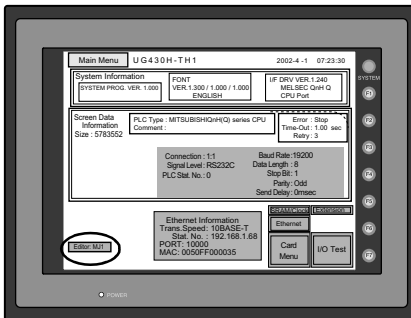 Main Menu UG430H-TH1 2002-4 -1 07:23:30
System Information
SYSTEM PROG. VER. 1.000
FONT
VER.1.300 / 1.000 / 1.000
ENGLISH
I/F DRV VER.1.240
MELSEC QnH Q
CPU Port
SYSTEM
F1
Screen Data
Information
Size : 5783552
PLC Type : MITSUBISHIQnH(Q) series CPU
Comment :
Error : Stop
Time-Out : 1.00 sec
Retry : 3
F2
F3
Connection : 1:1
Signal Level : RS232C
PLC Stat. No. : 0
Baud Rate :19200
Data Length : 8
Stop Bit : 1
Parity: Odd
Send Delay : 0msec
F4
F5
SRAM/Clock Extension
Ethernet Information
Trans.Speed: 10BASE-T
Stat. No. : 192.168.1.68
PORT: 10000
MAC: 0050FF000035
Ethernet
F6
Editor: MJ1
Card
Menu
I/O Test
F7
POWER